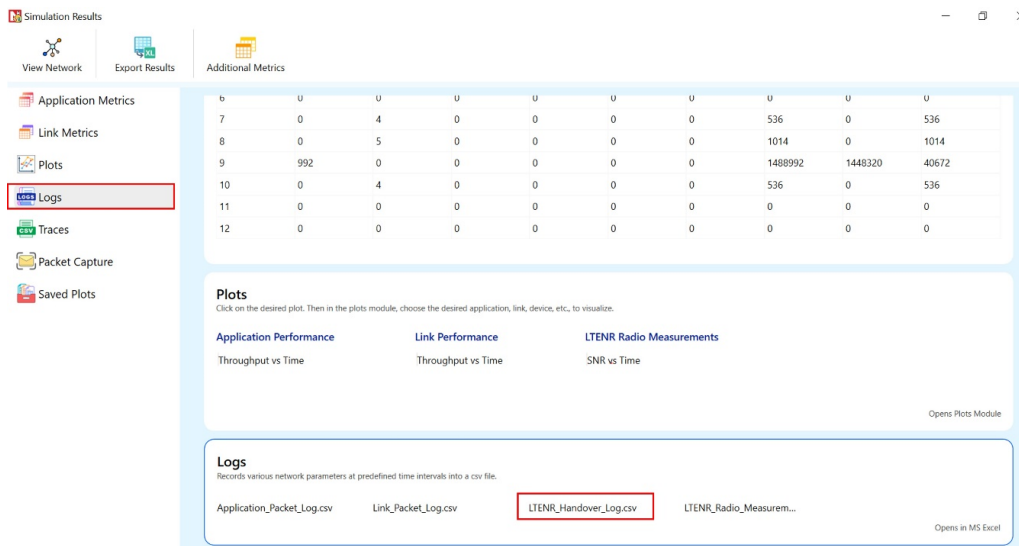 Simulation Results
View Network
Export Results
Additional Metrics
Application Metrics
Link Metrics
Plots
Logs
Traces
Packet Capture
Saved Plots
6 0 0 0 0 0 0 0 0 0
7 0 4 0 0 0 0 536 0 536
8 0 5 0 0 0 0 1014 0 1014
9 992 0 0 0 0 0 1488992 1448320 40672
10 0 4 0 0 0 0 536 0 536
11 0 0 0 0 0 0 0 0 0
12 0 0 0 0 0 0 0 0 0
Plots
Click on the desired plot. Then in the plots module, choose the desired application, link, device, etc., to visualize.
Application Performance Link Performance LTENR Radio Measurements
Throughput vs Time Throughput vs Time SNR vs Time
Opens Plots Module
Logs
Records various network parameters at predefined time intervals into a csv file.
Application_Packet_Log.csv Link_Packet_Log.csv LTENR_Handover_Log.csv LTENR_Radio_Measurem...
Opens in MS Excel